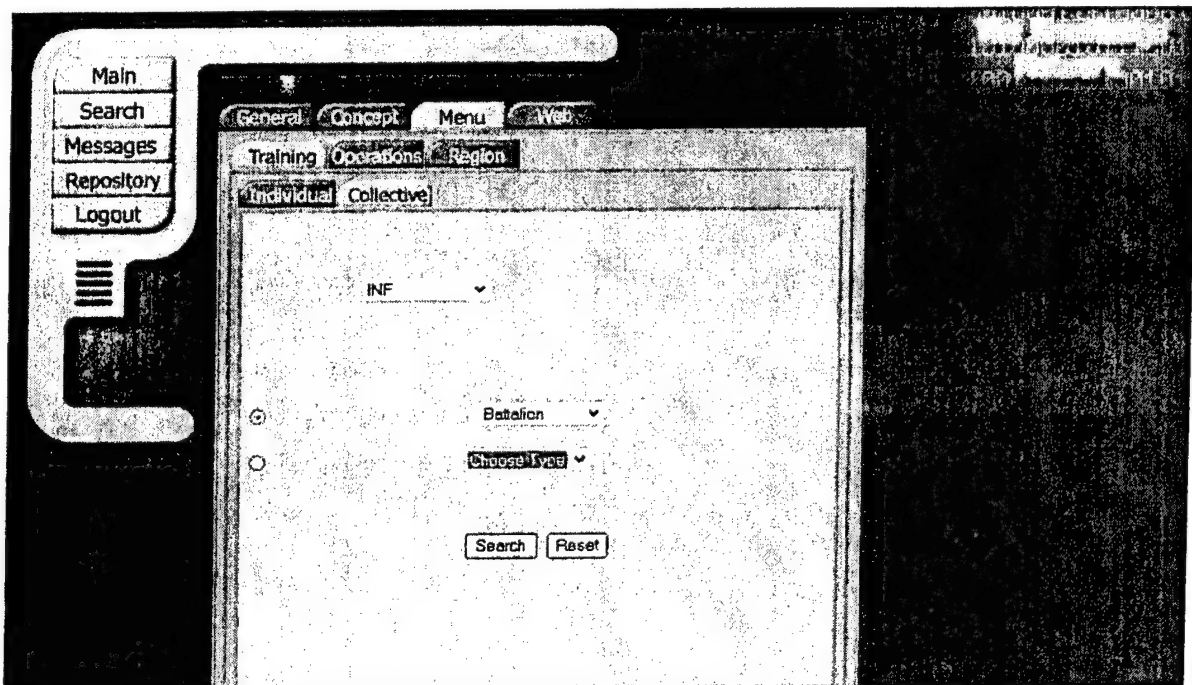 Main
Search
Messages
Repository
Logout
General Concept Menu Web
Training Operations Region
Individual Collective
INF
Battalion
Choose Type
Search Reset